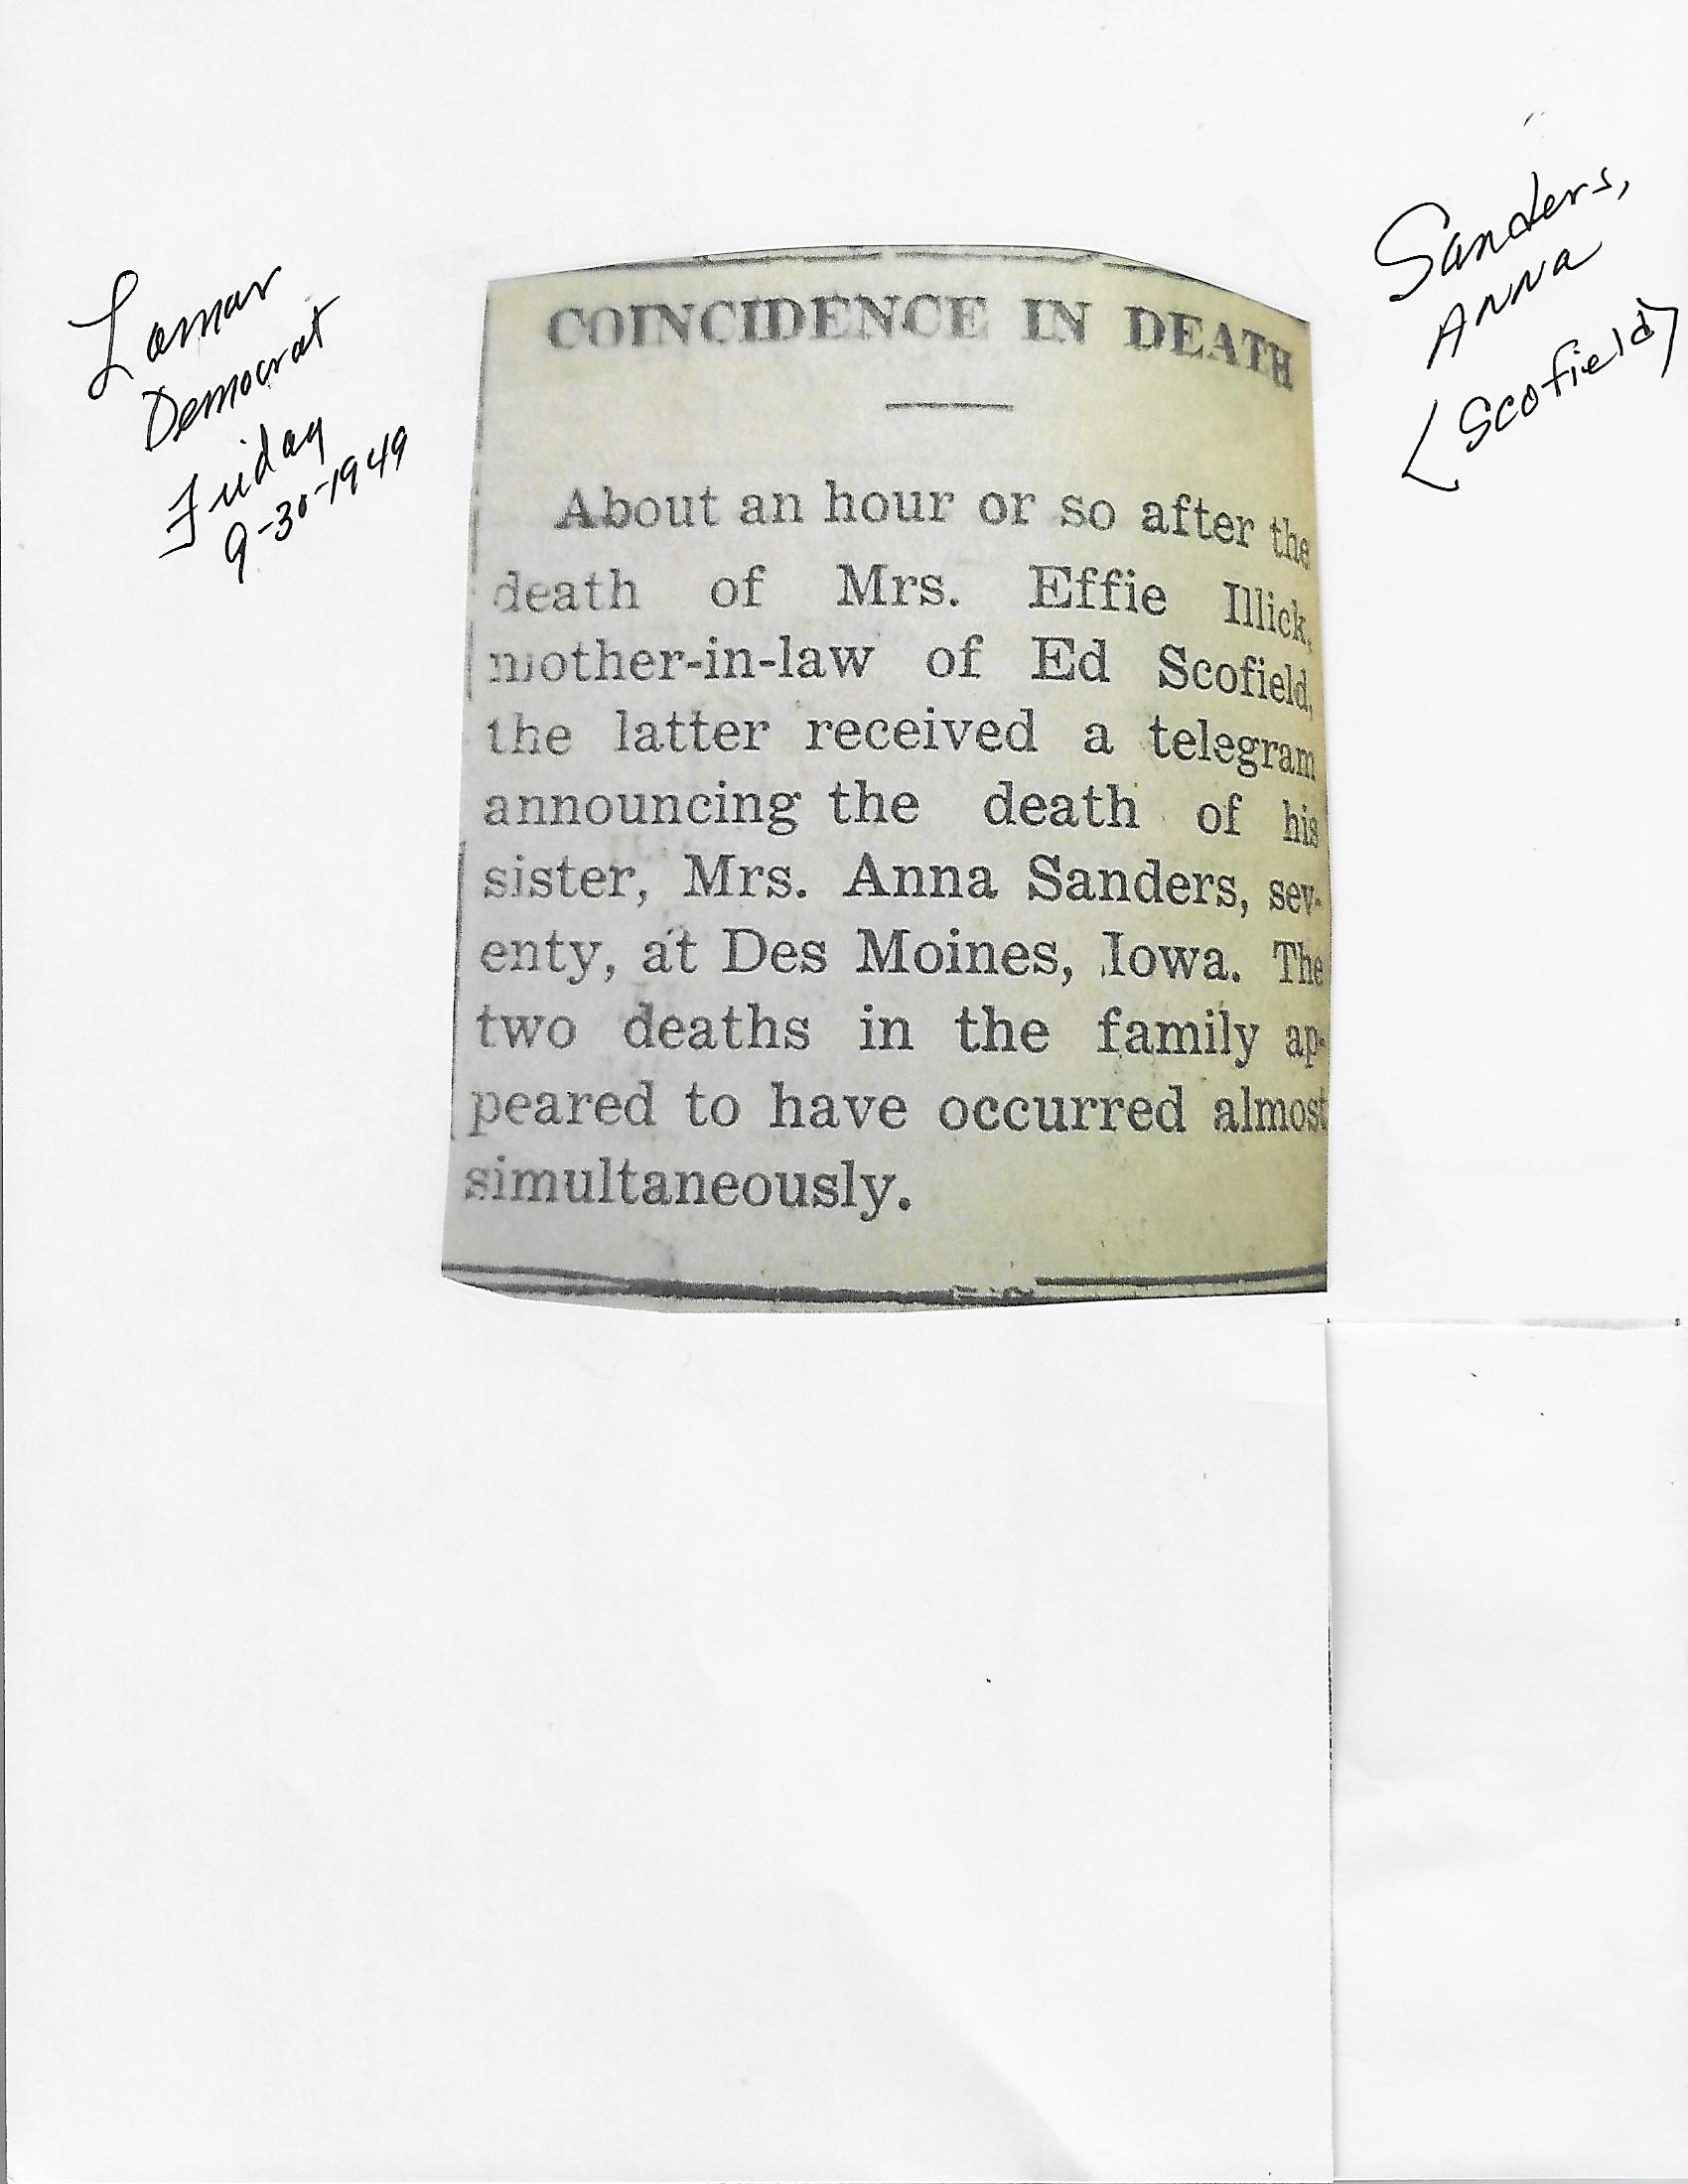 Lamar
Democrat
Friday
9-30-1949
Sanders,
Anna
(Scofield)
COINCIDENCE IN DEATH
About an hour or so after the
death of Mrs. Effie Illick,
mother-in-law of Ed Scofield,
the latter received a telegram
announcing the death of his
sister, Mrs. Anna Sanders, sev-
enty, at Des Moines, Iowa. The
two deaths in the family ap-
peared to have occurred almost
simultaneously.